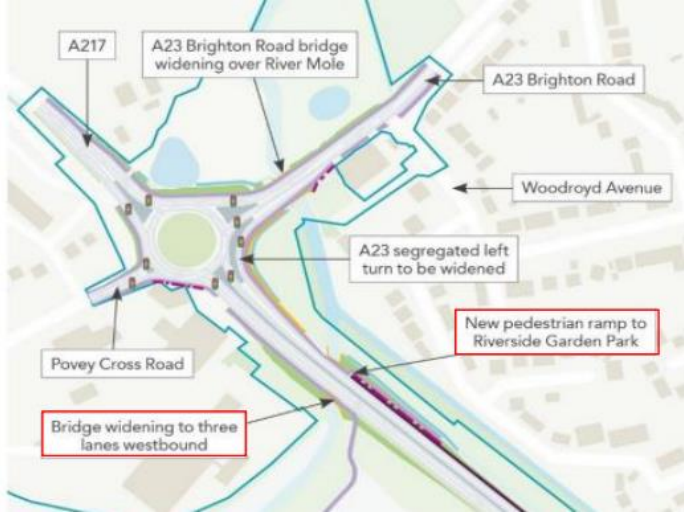 A217
A23 Brighton Road bridge
widening over River Mole
A23 Brighton Road
Woodroyd Avenue
A23 segregated left
turn to be widened
New pedestrian ramp to
Riverside Garden Park
Povey Cross Road
Bridge widening to three
lanes westbound